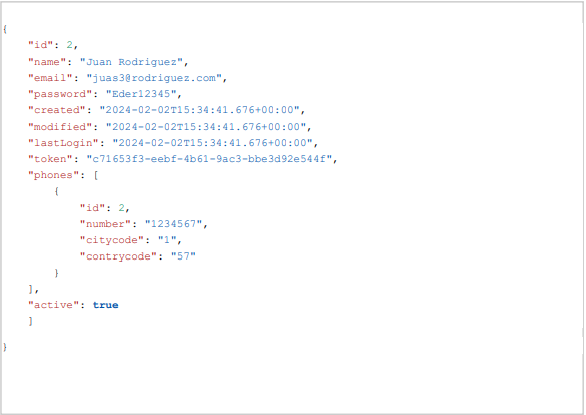 {
"id": 2,
"name": "Juan Rodriguez",
"email": "juas3@rodriguez.com",
"password": "Eder12345",
"created": "2024-02-02T15:34:41.676+00:00",
"modified": "2024-02-02T15:34:41.676+00:00",
"lastLogin": "2024-02-02T15:34:41.676+00:00",
"token": "c71653f3-eebf-4b61-9ac3-bbe3d92e544f",
"phones": [
{
"id": 2,
"number": "1234567",
"citycode": "1",
"contrycode": "57"
}
],
"active": true
]
}